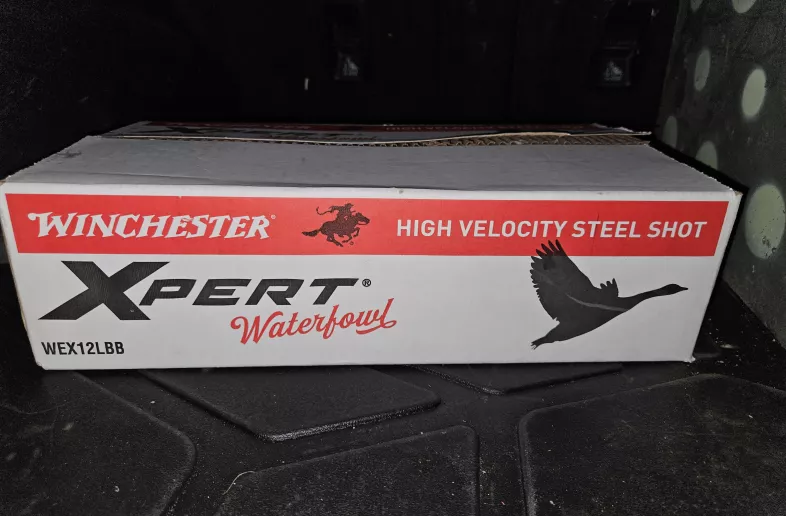 WINCHESTER®
HIGH VELOCITY STEEL SHOT
XPERT®
Waterfowl
WEX12LBB